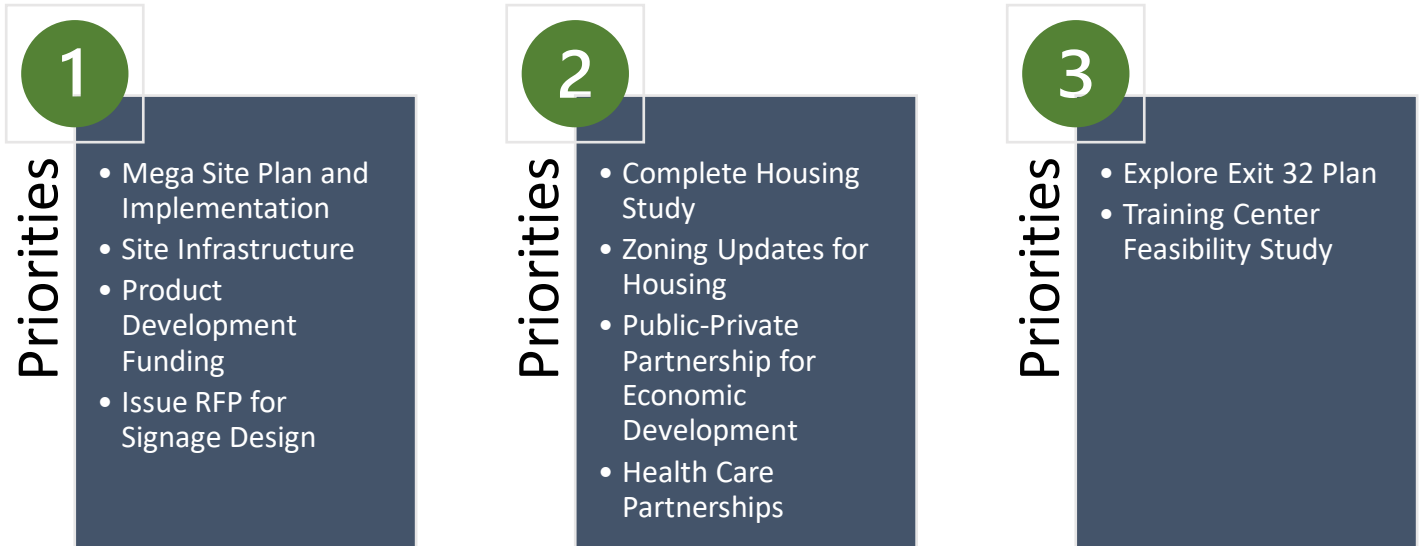 1
Priorities
• Mega Site Plan and
Implementation
• Site Infrastructure
• Product
Development
Funding
• Issue RFP for
Signage Design
2
Priorities
• Complete Housing
Study
• Zoning Updates for
Housing
• Public-Private
Partnership for
Economic
Development
• Health Care
Partnerships
3
Priorities
• Explore Exit 32 Plan
• Training Center
Feasibility Study